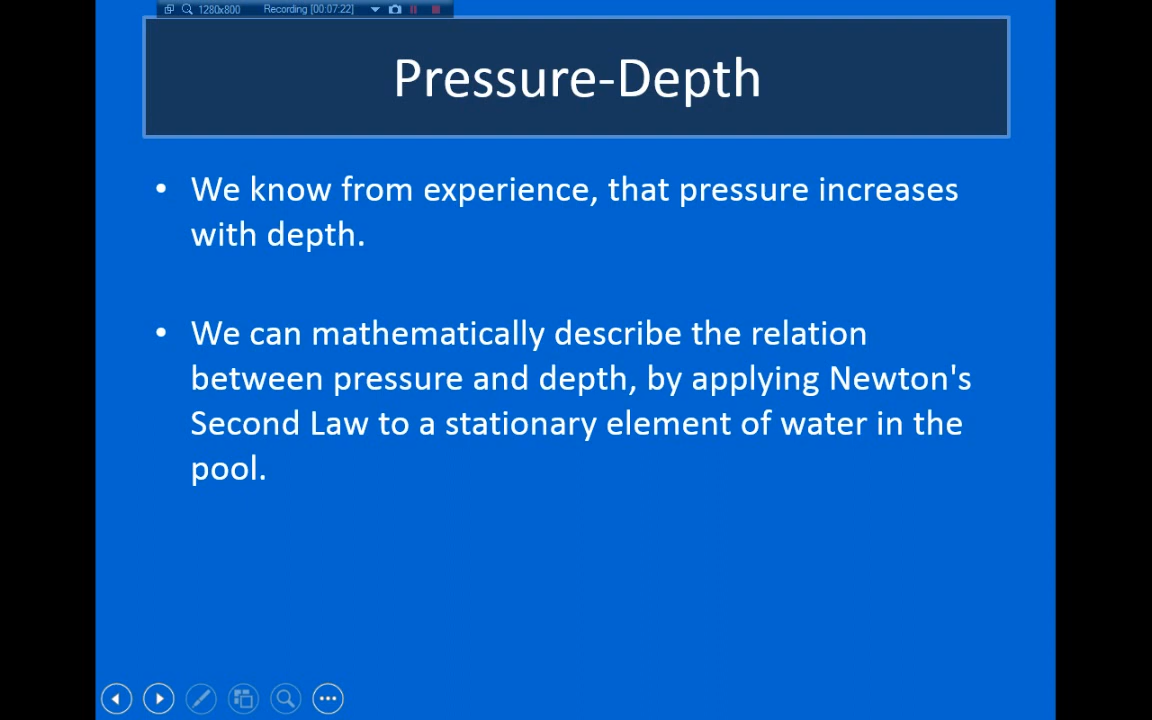 1280x800 Recording [00:07:22]
Pressure-Depth
• We know from experience, that pressure increases
with depth.
• We can mathematically describe the relation
between pressure and depth, by applying Newton's
Second Law to a stationary element of water in the
pool.